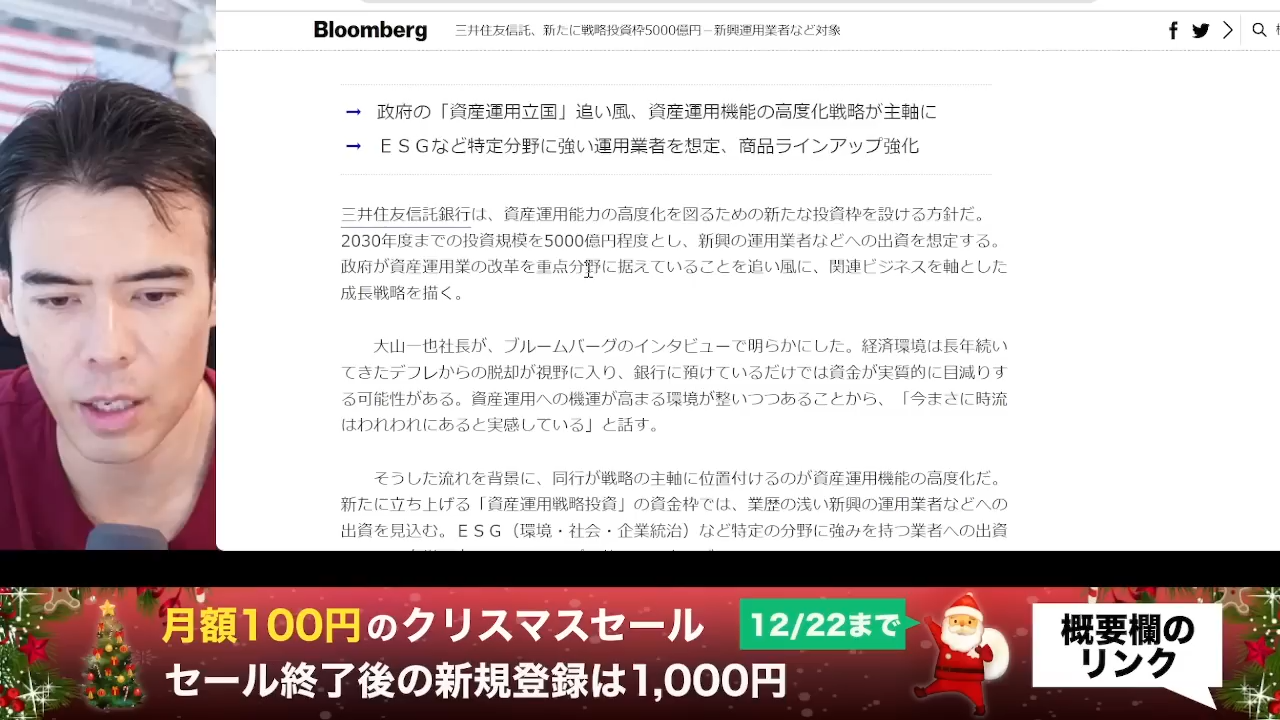 Bloomberg
三井住友信託、新たに戦略投資枠5000億円－新興運用業者など対象
→ 政府の「資産運用立国」追い風、資産運用機能の高度化戦略が主軸に
→ ＥＳＧなど特定分野に強い運用業者を想定、商品ラインアップ強化
三井住友信託銀行は、資産運用能力の高度化を図るための新たな投資枠を設ける方針だ。
2030年度までの投資規模を5000億円程度とし、新興の運用業者などへの出資を想定する。
政府が資産運用業の改革を重点分野に据えていることを追い風に、関連ビジネスを軸とした
成長戦略を描く。
大山一也社長が、ブルームバーグのインタビューで明らかにした。経済環境は長年続い
てきたデフレからの脱却が視野に入り、銀行に預けているだけでは資金が実質的に目減りす
る可能性がある。資産運用への機運が高まる環境が整いつつあることから、「今まさに時流
はわれわれにあると実感している」と話す。
そうした流れを背景に、同行が戦略の主軸に位置付けるのが資産運用機能の高度化だ。
新たに立ち上げる「資産運用戦略投資」の資金枠では、業歴の浅い新興の運用業者などへの
出資を見込む。ＥＳＧ（環境・社会・企業統治）など特定の分野に強みを持つ業者への出資
月額100円のクリスマスセール 12/22まで
セール終了後の新規登録は1,000円
概要欄の
リンク